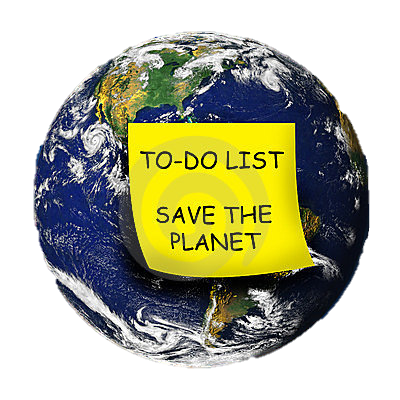 TO-DO LIST
SAVE THE
PLANET